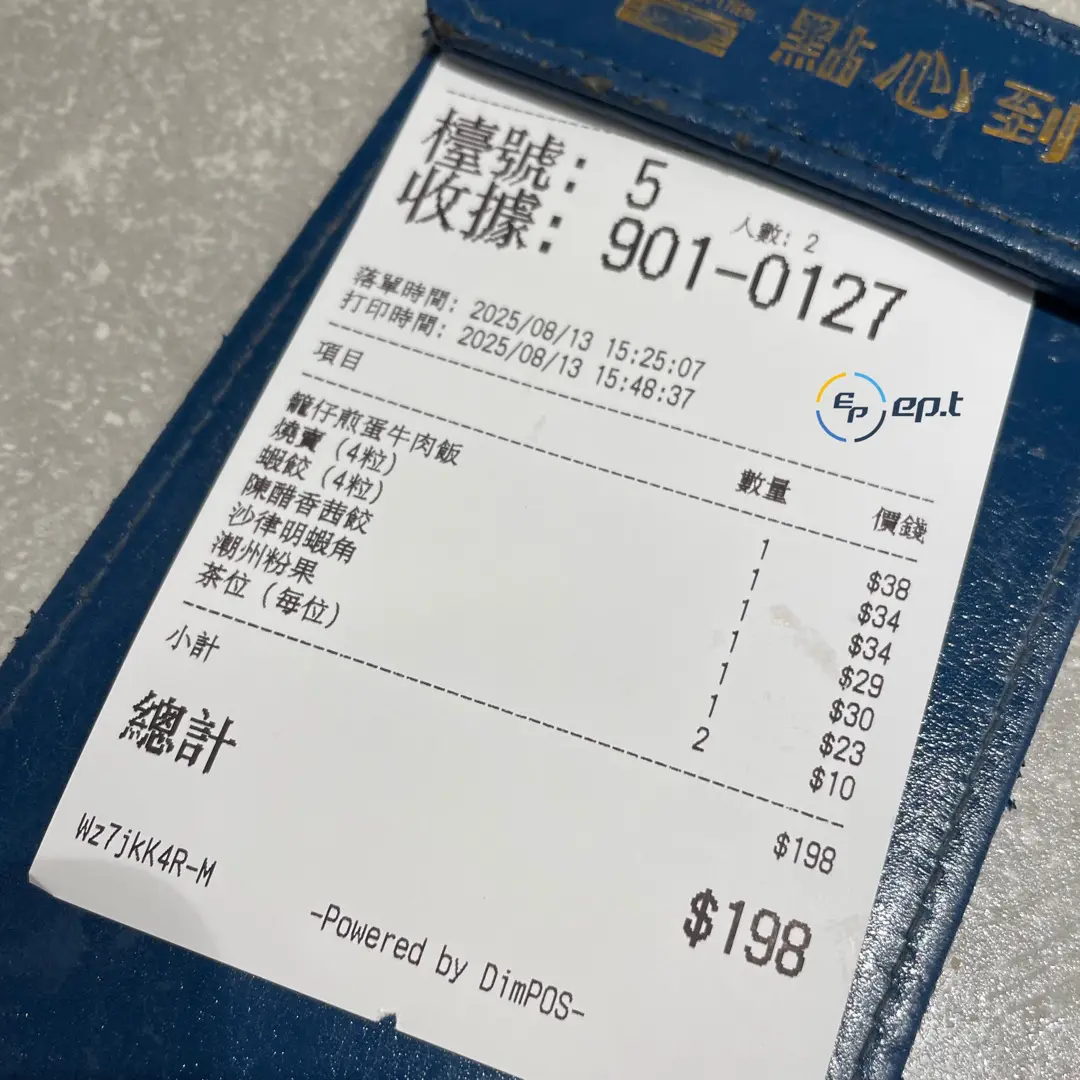 點心到
檯號: 5
人數: 2
收據: 901-0127
落單時間: 2025/08/13 15:25:07
打印時間: 2025/08/13 15:48:37
項目 數量 價錢
籠仔煎蛋牛肉飯 1 $38
燒賣 (4粒) 1 $34
蝦餃 (4粒) 1 $34
陳醋香茜餃 1 $29
沙律明蝦角 1 $30
潮州粉果 1 $23
茶位 (每位) 2 $10
小計 $198
總計 $198
Wz7jkK4R-M
-Powered by DimPOS-
EP ep.t